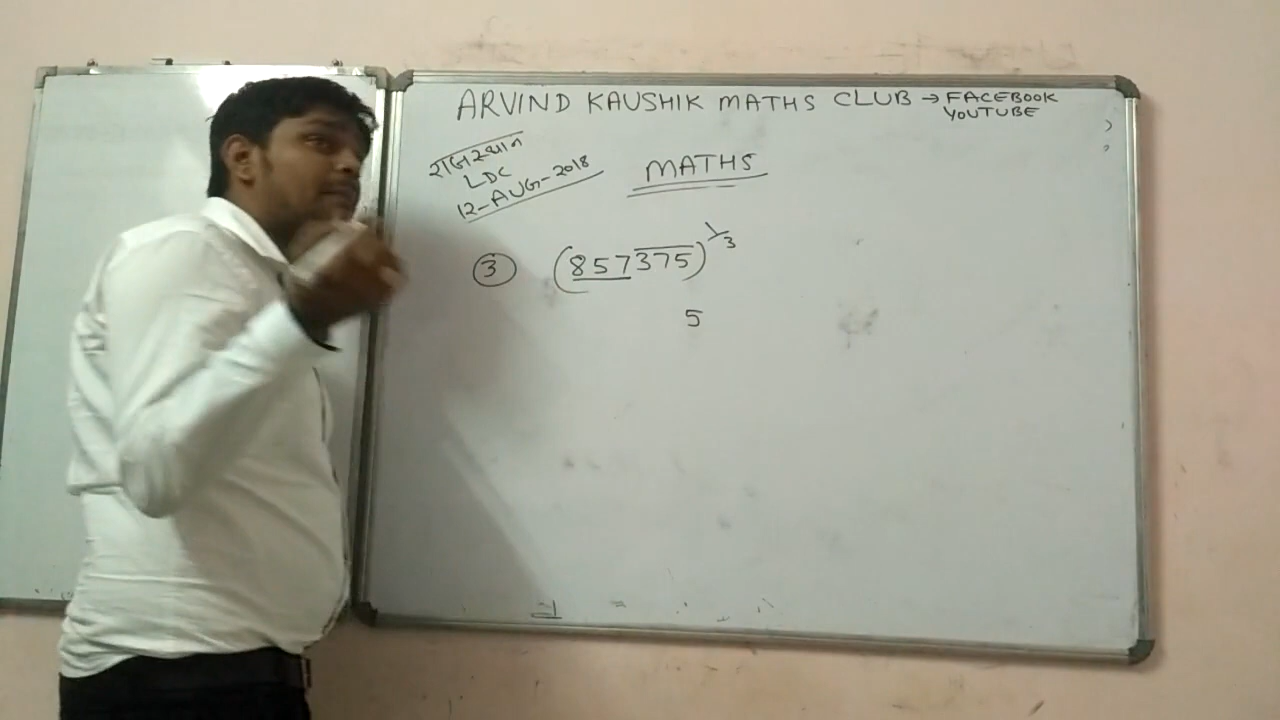 ARVIND KAUSHIK MATHS CLUB → FACEBOOK
YOUTUBE
राजस्थान
LDC
12-AUG-2018
MATHS
3 (857375)^1/3
5